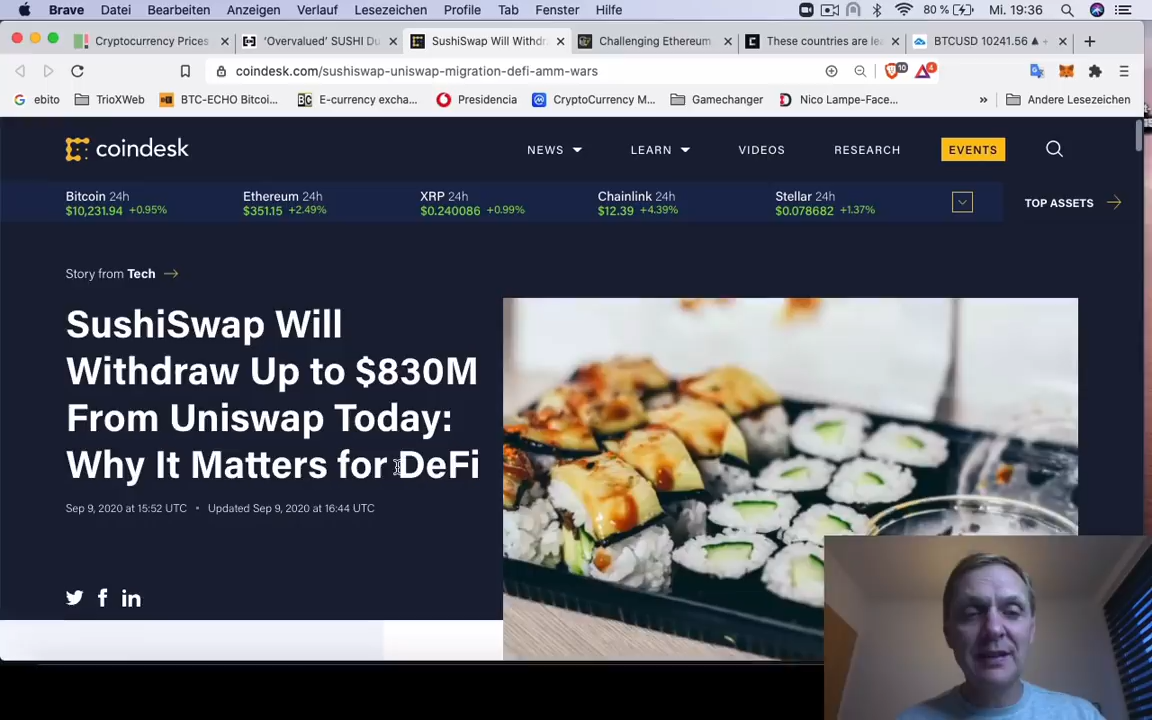 Brave Datei Bearbeiten Anzeigen Verlauf Lesezeichen Profile Tab Fenster Hilfe 80 % Mi. 19:36
Cryptocurrency Prices 'Overvalued' SUSHI Du SushiSwap Will Withdr Challenging Ethereum These countries are le BTCUSD 10241.56 ▲ +
coindesk.com/sushiswap-uniswap-migration-defi-amm-wars 10 4
ebito TrioXWeb BTC-ECHO Bitcoi... E-currency excha... Presidencia CryptoCurrency M... Gamechanger Nico Lampe-Face... » Andere Lesezeichen
coindesk NEWS LEARN VIDEOS RESEARCH EVENTS
Bitcoin 24h Ethereum 24h XRP 24h Chainlink 24h Stellar 24h
$10,231.94 +0.95% $351.15 +2.49% $0.240086 +0.99% $12.39 +4.39% $0.078682 +1.37%
TOP ASSETS
Story from Tech
SushiSwap Will
Withdraw Up to $830M
From Uniswap Today:
Why It Matters for DeFi
Sep 9, 2020 at 15:52 UTC • Updated Sep 9, 2020 at 16:44 UTC